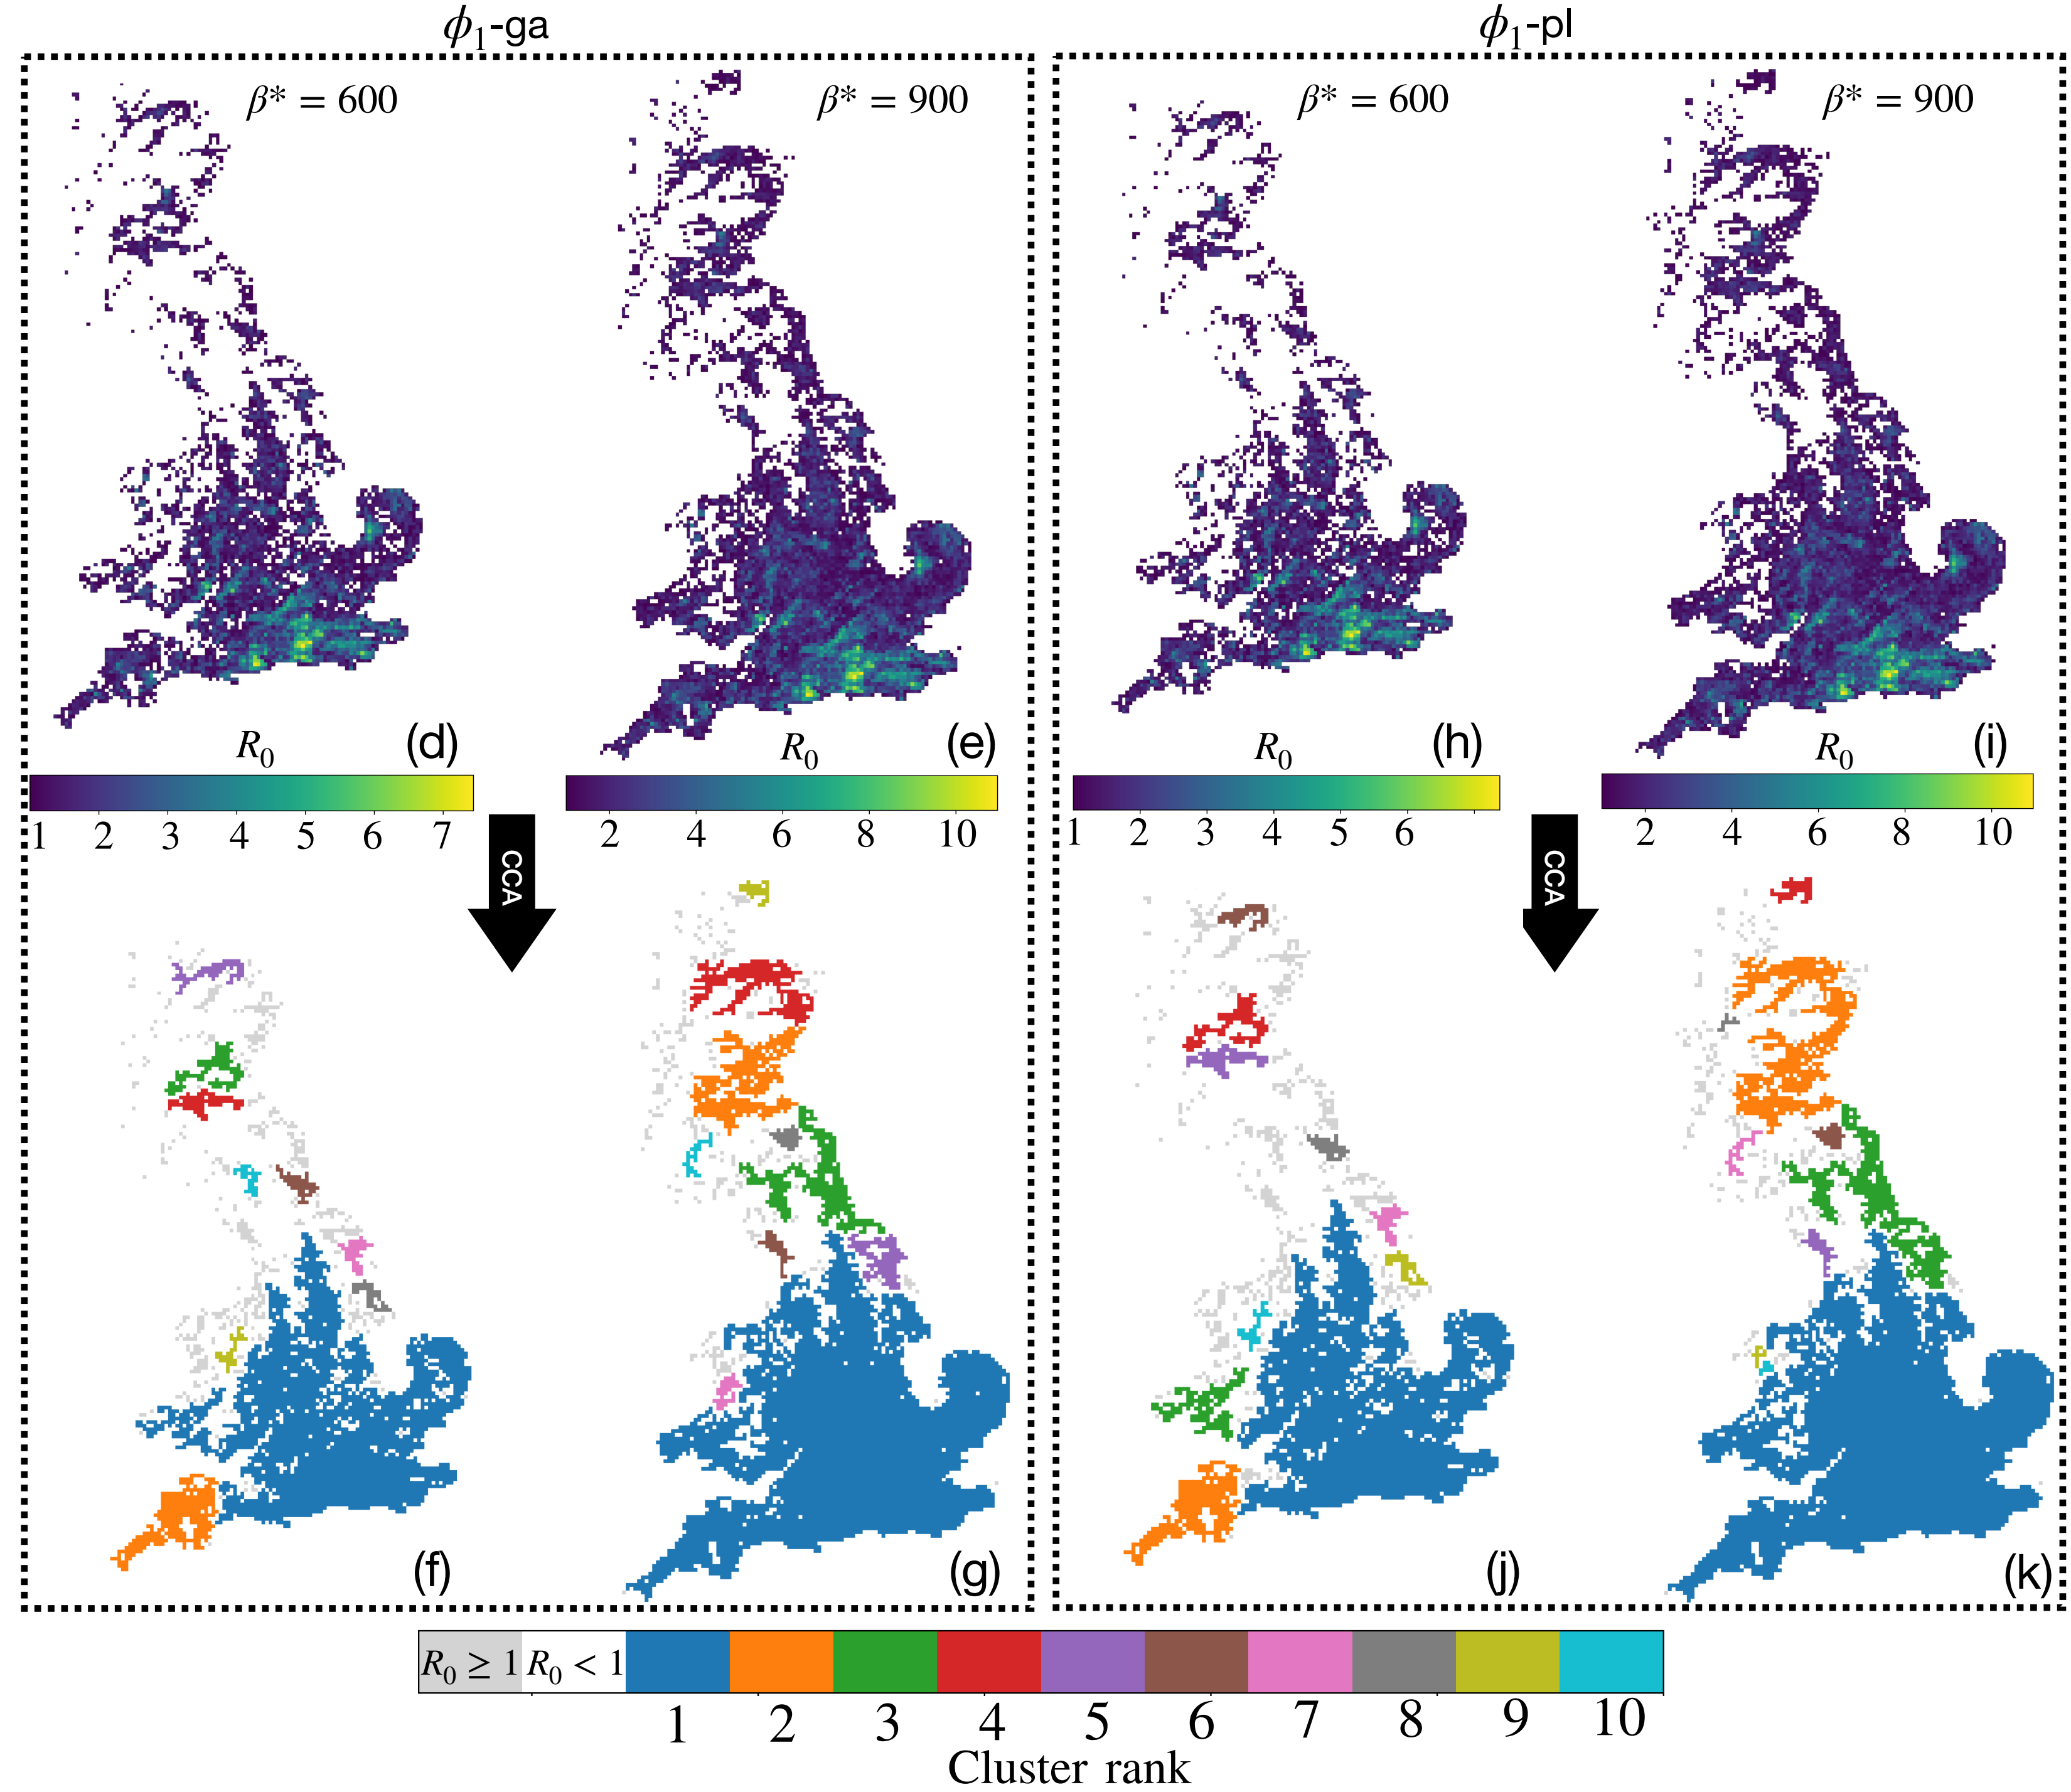 ϕ₁-ga
ϕ₁-pl
β* = 600
β* = 900
β* = 600
β* = 900
(d)
(e)
(h)
(i)
R₀
R₀
R₀
R₀
1 2 3 4 5 6 7
2 4 6 8 10
1 2 3 4 5 6
2 4 6 8 10
CCA
CCA
(f)
(g)
(j)
(k)
R₀ ≥ 1 R₀ < 1
1 2 3 4 5 6 7 8 9 10
Cluster rank